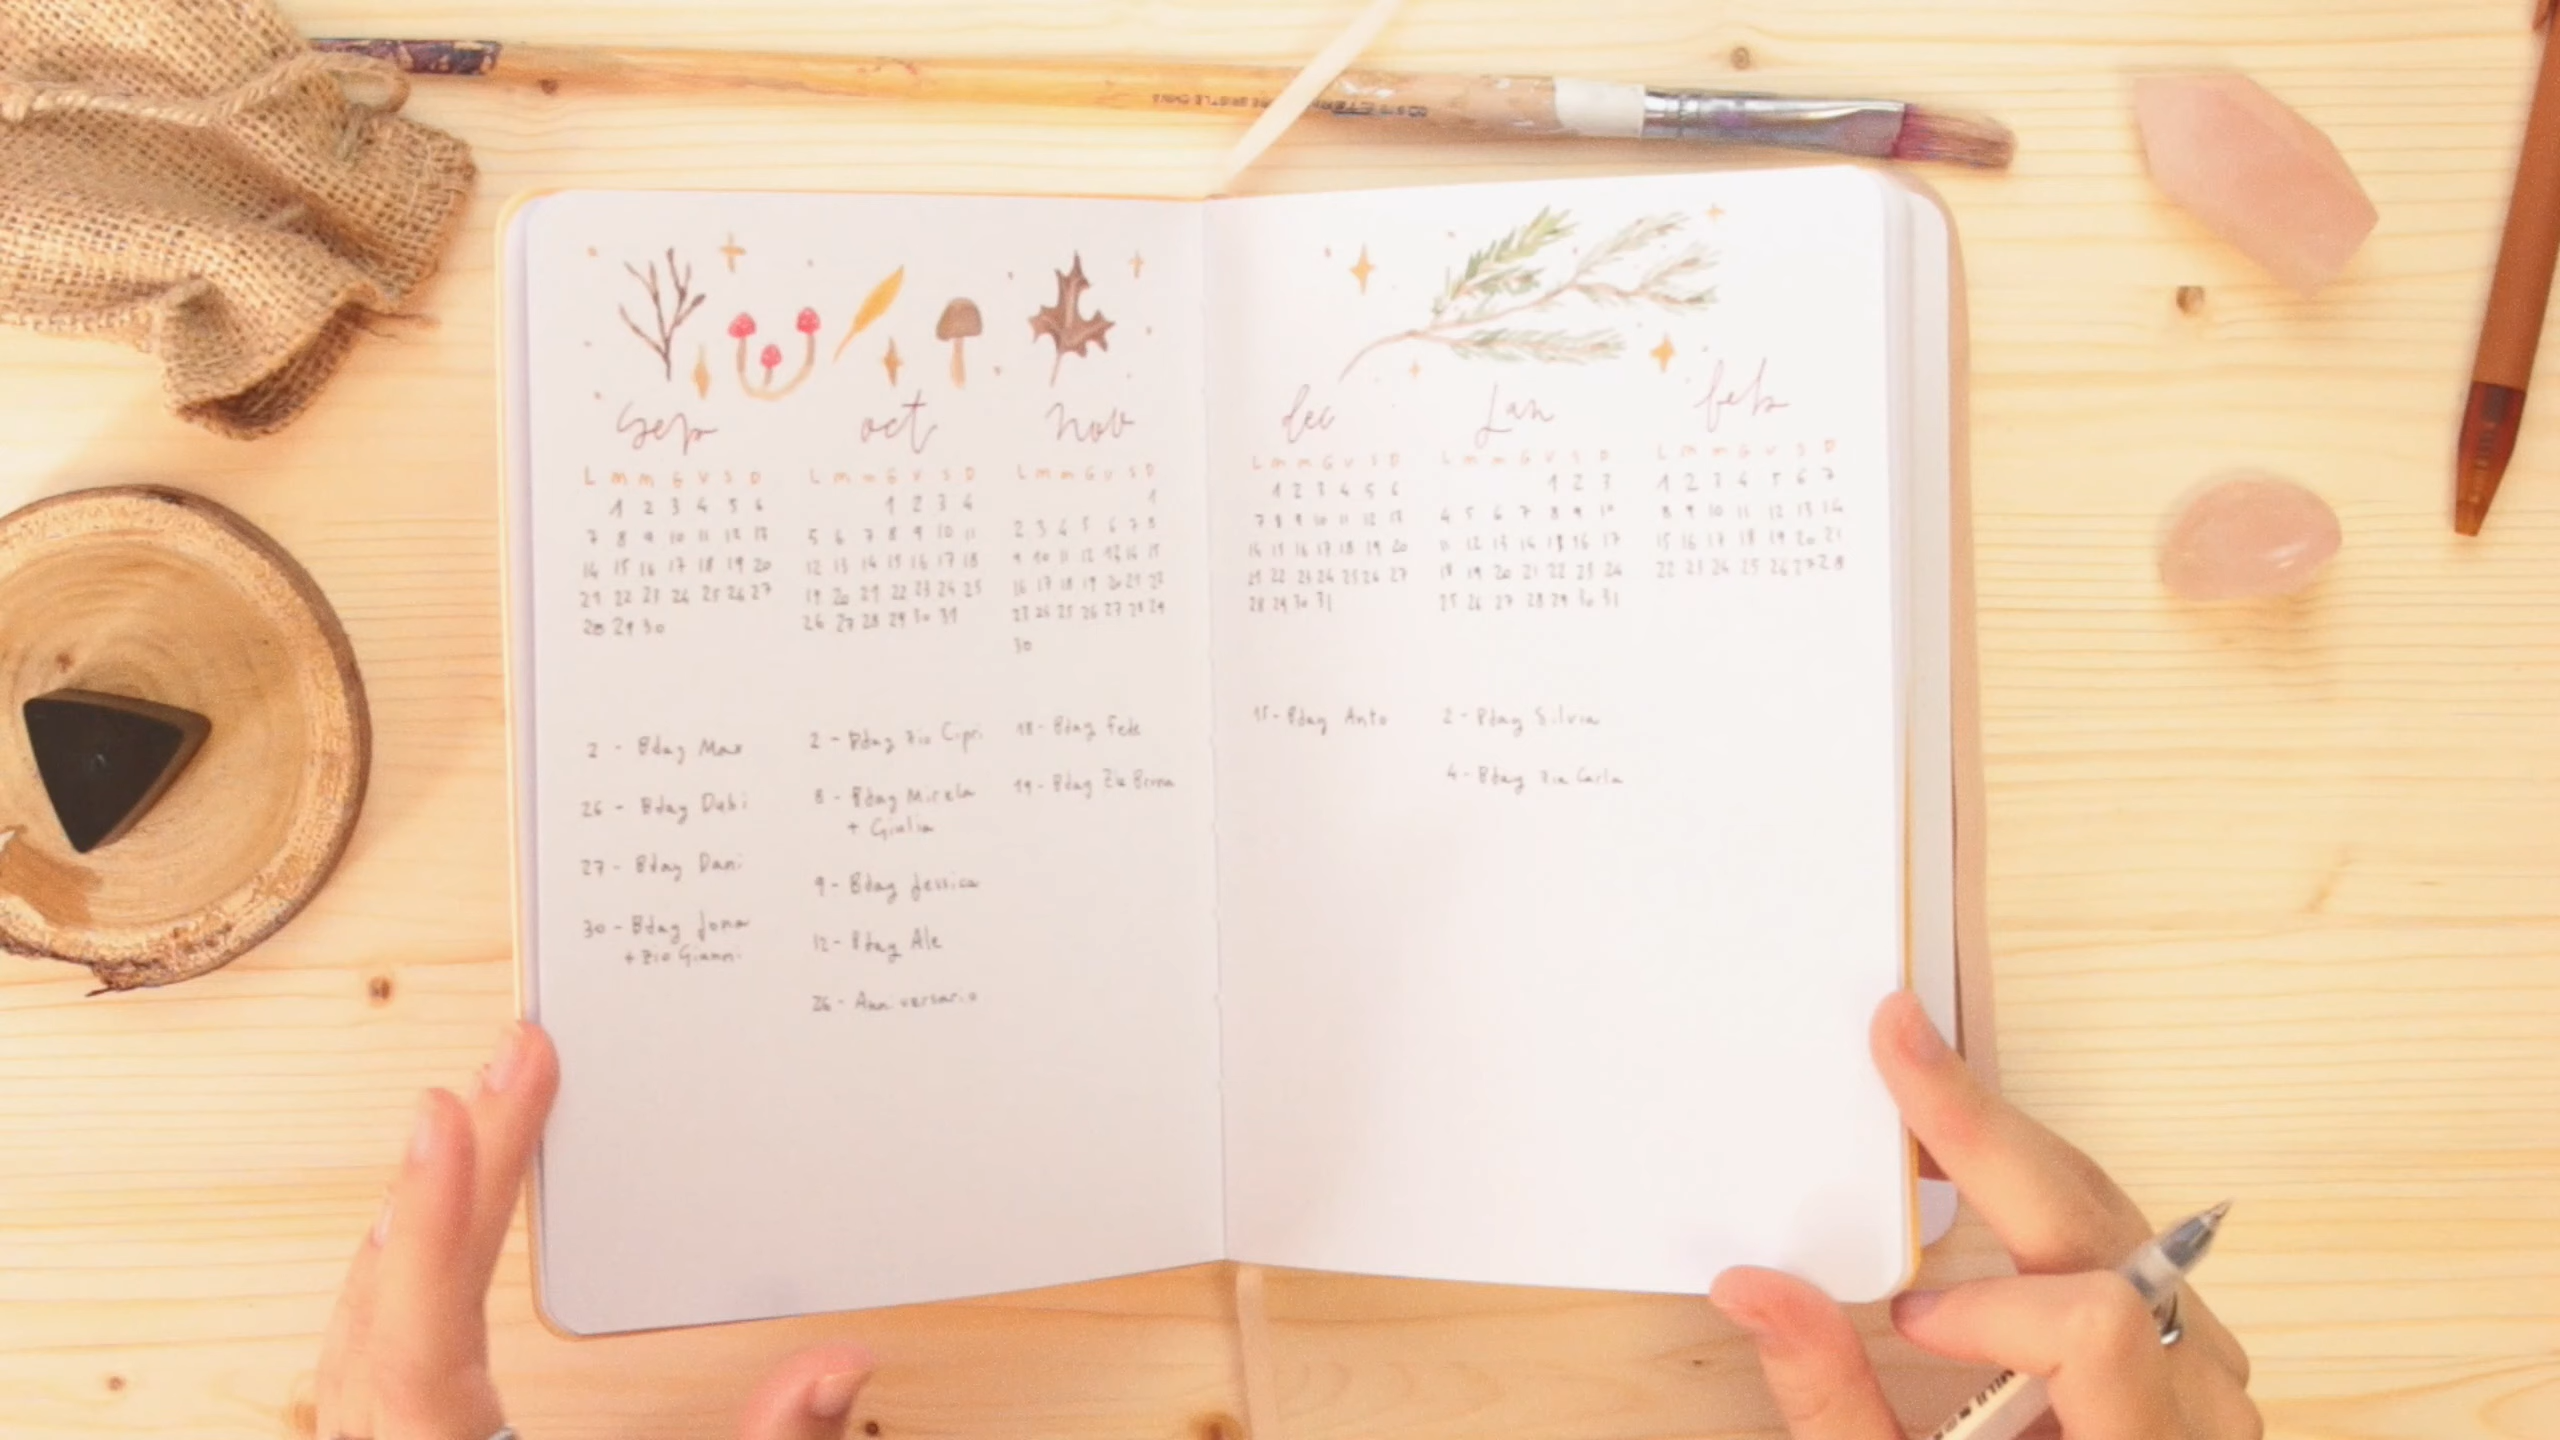 sep
L m m G V S D
1 2 3 4 5 6
7 8 9 10 11 12 13
14 15 16 17 18 19 20
21 22 23 24 25 26 27
28 29 30
2 - Bday Max
26 - Bday Debi
27 - Bday Dani
30 - Bday Jona
+ Zio Gianni
oct
L m m G V S D
1 2 3 4
5 6 7 8 9 10 11
12 13 14 15 16 17 18
19 20 21 22 23 24 25
26 27 28 29 30 31
2 - Bday Zio Cipri
8 - Bday Mirela
+ Giulia
9 - Bday Jessica
12 - Bday Ale
26 - Anniversario
nov
L m m G V S D
1
2 3 4 5 6 7 8
9 10 11 12 13 14 15
16 17 18 19 20 21 22
23 24 25 26 27 28 29
30
18 - Bday Fede
19 - Bday Zia
dec
L m m G V S D
1 2 3 4 5 6
7 8 9 10 11 12 13
14 15 16 17 18 19 20
21 22 23 24 25 26 27
28 29 30 31
15 - Bday Anto
Jan
L m m G V S D
1 2 3
4 5 6 7 8 9 10
11 12 13 14 15 16 17
18 19 20 21 22 23 24
25 26 27 28 29 30 31
2 - Bday Silvia
4 - Bday Zia Carla
feb
L m m G V S D
1 2 3 4 5 6 7
8 9 10 11 12 13 14
15 16 17 18 19 20 21
22 23 24 25 26 27 28